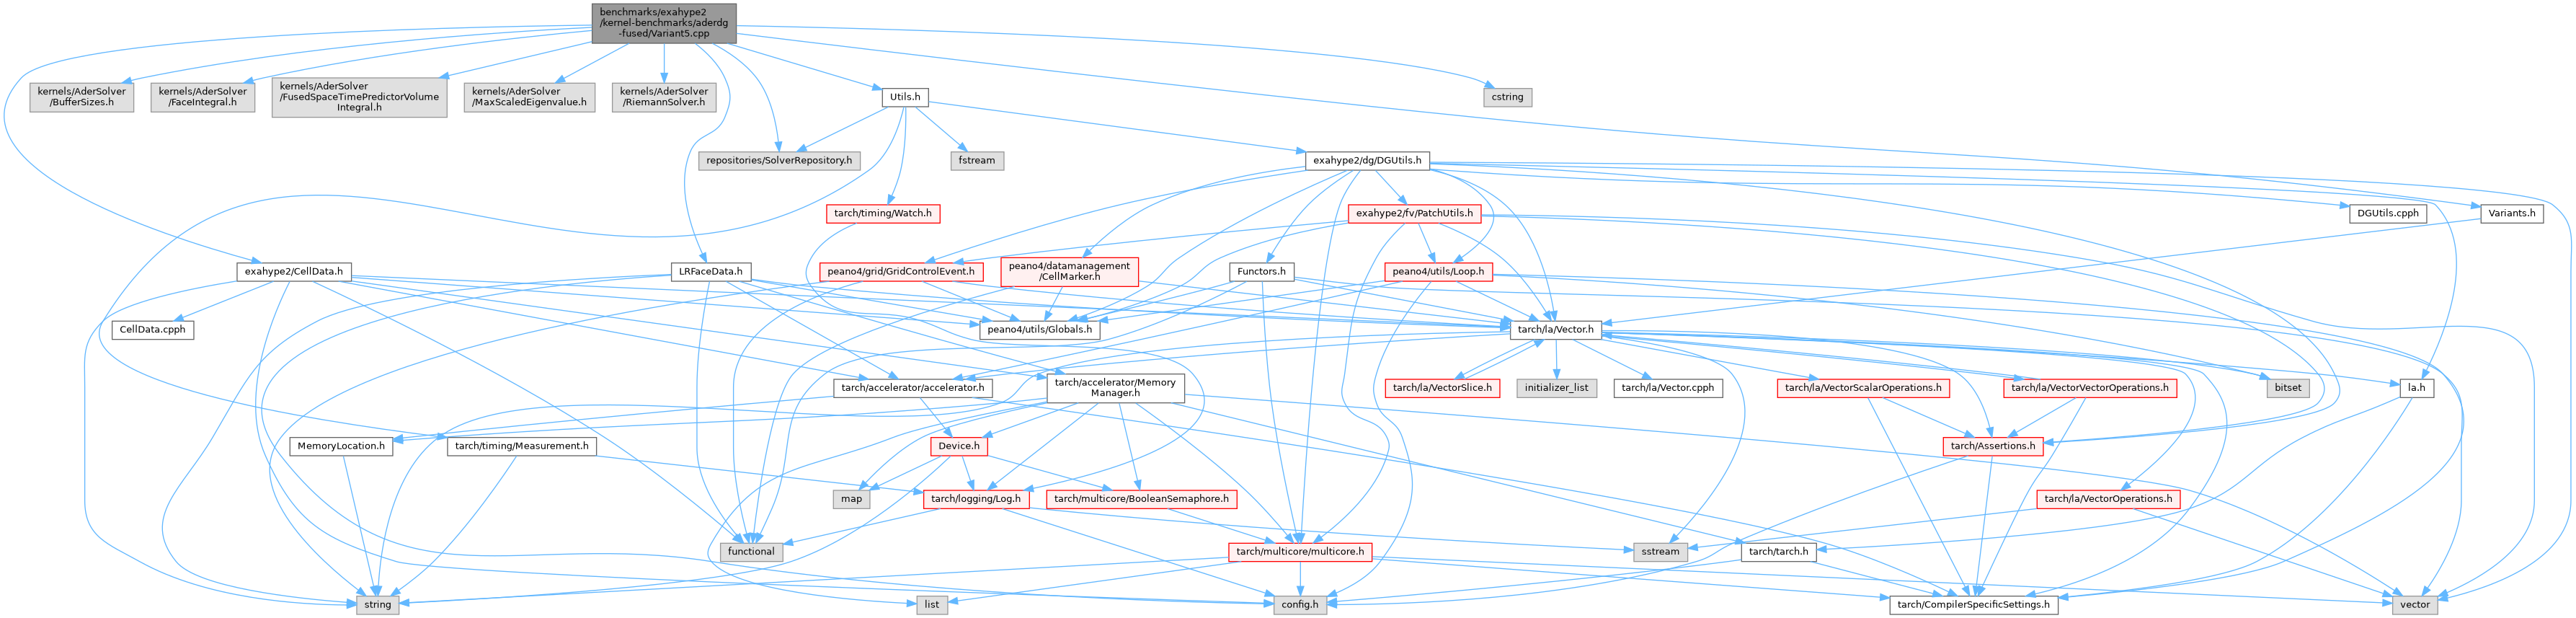 benchmarks/exahype2
/kernel-benchmarks/aderdg
-fused/Variant5.cpp
kernels/AderSolver
/BufferSizes.h
kernels/AderSolver
/FaceIntegral.h
kernels/AderSolver
/FusedSpaceTimePredictorVolume
Integral.h
kernels/AderSolver
/MaxScaledEigenvalue.h
kernels/AderSolver
/RiemannSolver.h
Utils.h
cstring
repositories/SolverRepository.h
fstream
exahype2/dg/DGUtils.h
tarch/timing/Watch.h
exahype2/fv/PatchUtils.h
DGUtils.cpph
Variants.h
exahype2/CellData.h
LRFaceData.h
peano4/grid/GridControlEvent.h
peano4/datamanagement
/CellMarker.h
Functors.h
peano4/utils/Loop.h
CellData.cpph
peano4/utils/Globals.h
tarch/la/Vector.h
tarch/accelerator/accelerator.h
tarch/accelerator/Memory
Manager.h
tarch/la/VectorSlice.h
initializer_list
tarch/la/Vector.cpph
tarch/la/VectorScalarOperations.h
tarch/la/VectorVectorOperations.h
bitset
la.h
MemoryLocation.h
tarch/timing/Measurement.h
Device.h
tarch/Assertions.h
map
tarch/logging/Log.h
tarch/multicore/BooleanSemaphore.h
tarch/la/VectorOperations.h
functional
tarch/multicore/multicore.h
sstream
tarch/tarch.h
string
list
config.h
tarch/CompilerSpecificSettings.h
vector